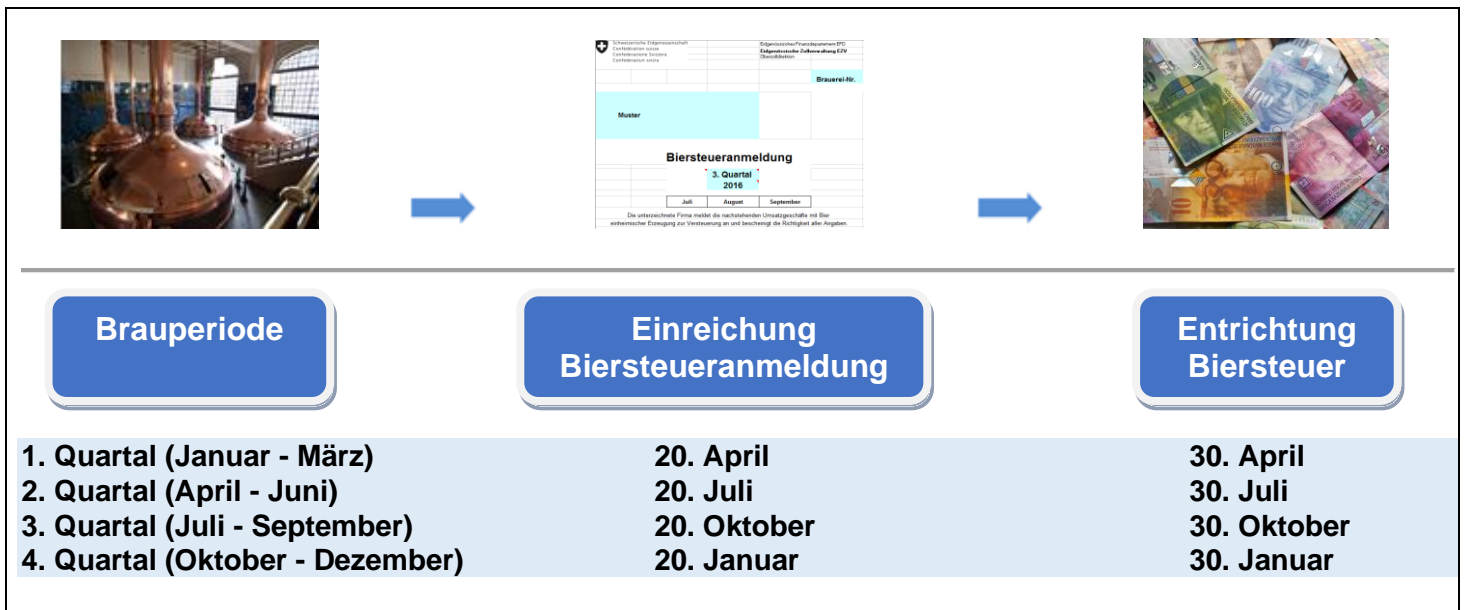 Schweizerische Eidgenossenschaft
Confédération suisse
Confederazione Svizzera
Confederaziun svizra
Eidgenössisches Finanzdepartement EFD
Eidgenössische Zollverwaltung EZV
Oberzolldirektion
Brauerei-Nr.
Muster
Biersteueranmeldung
3. Quartal
2016
Juli August September
Die unterzeichnete Firma meldet die nachstehenden Umsatzgeschäfte mit Bier
einheimischer Erzeugung zur Versteuerung an und bescheinigt die Richtigkeit aller Angaben.
100
20
10
Brauperiode
Einreichung
Biersteueranmeldung
Entrichtung
Biersteuer
1. Quartal (Januar - März) 20. April 30. April
2. Quartal (April - Juni) 20. Juli 30. Juli
3. Quartal (Juli - September) 20. Oktober 30. Oktober
4. Quartal (Oktober - Dezember) 20. Januar 30. Januar